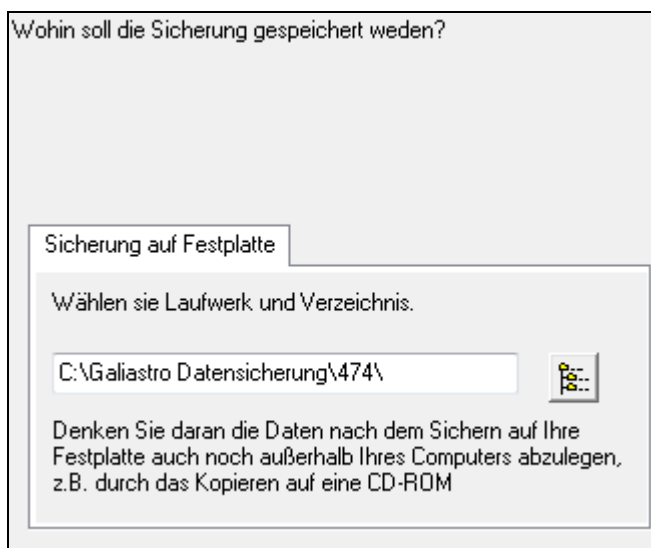 Wohin soll die Sicherung gespeichert weden?
Sicherung auf Festplatte
Wählen sie Laufwerk und Verzeichnis.
C:\Galiastro Datensicherung\474\
Denken Sie daran die Daten nach dem Sichern auf Ihre
Festplatte auch noch außerhalb Ihres Computers abzulegen,
z.B. durch das Kopieren auf eine CD-ROM